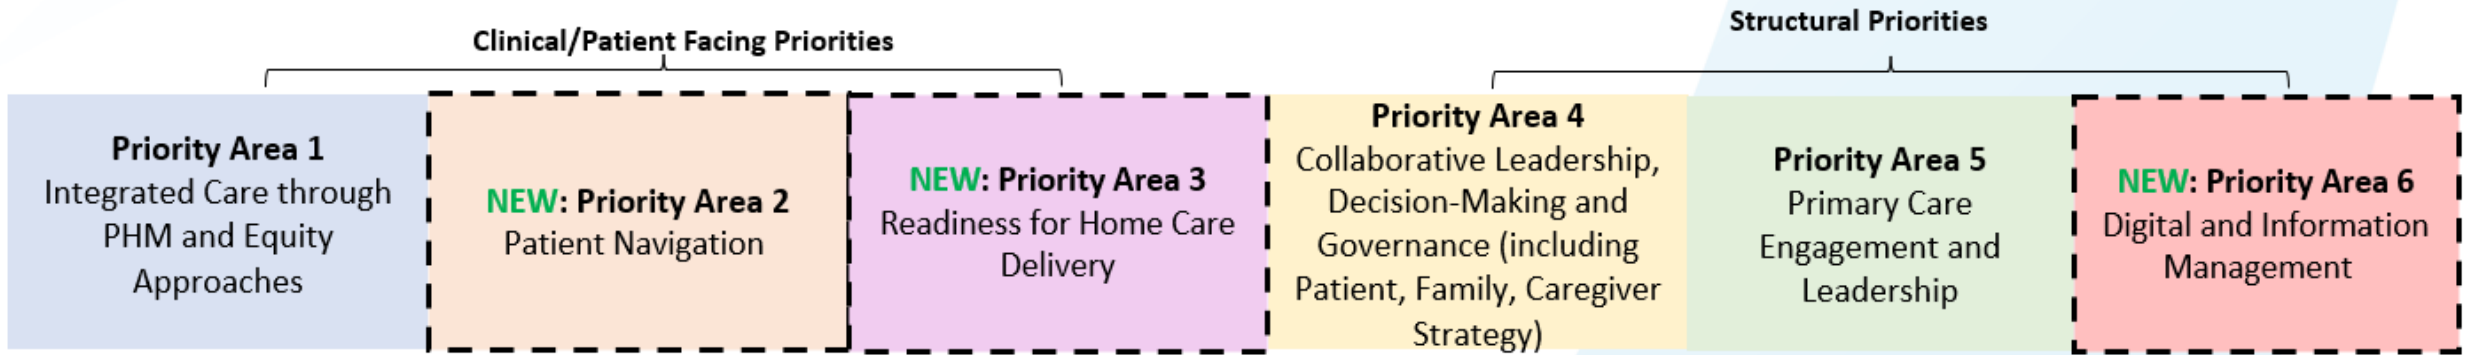 Clinical/Patient Facing Priorities
Structural Priorities
Priority Area 1
Integrated Care through
PHM and Equity
Approaches
NEW: Priority Area 2
Patient Navigation
NEW: Priority Area 3
Readiness for Home Care
Delivery
Priority Area 4
Collaborative Leadership,
Decision-Making and
Governance (including
Patient, Family, Caregiver
Strategy)
Priority Area 5
Primary Care
Engagement and
Leadership
NEW: Priority Area 6
Digital and Information
Management